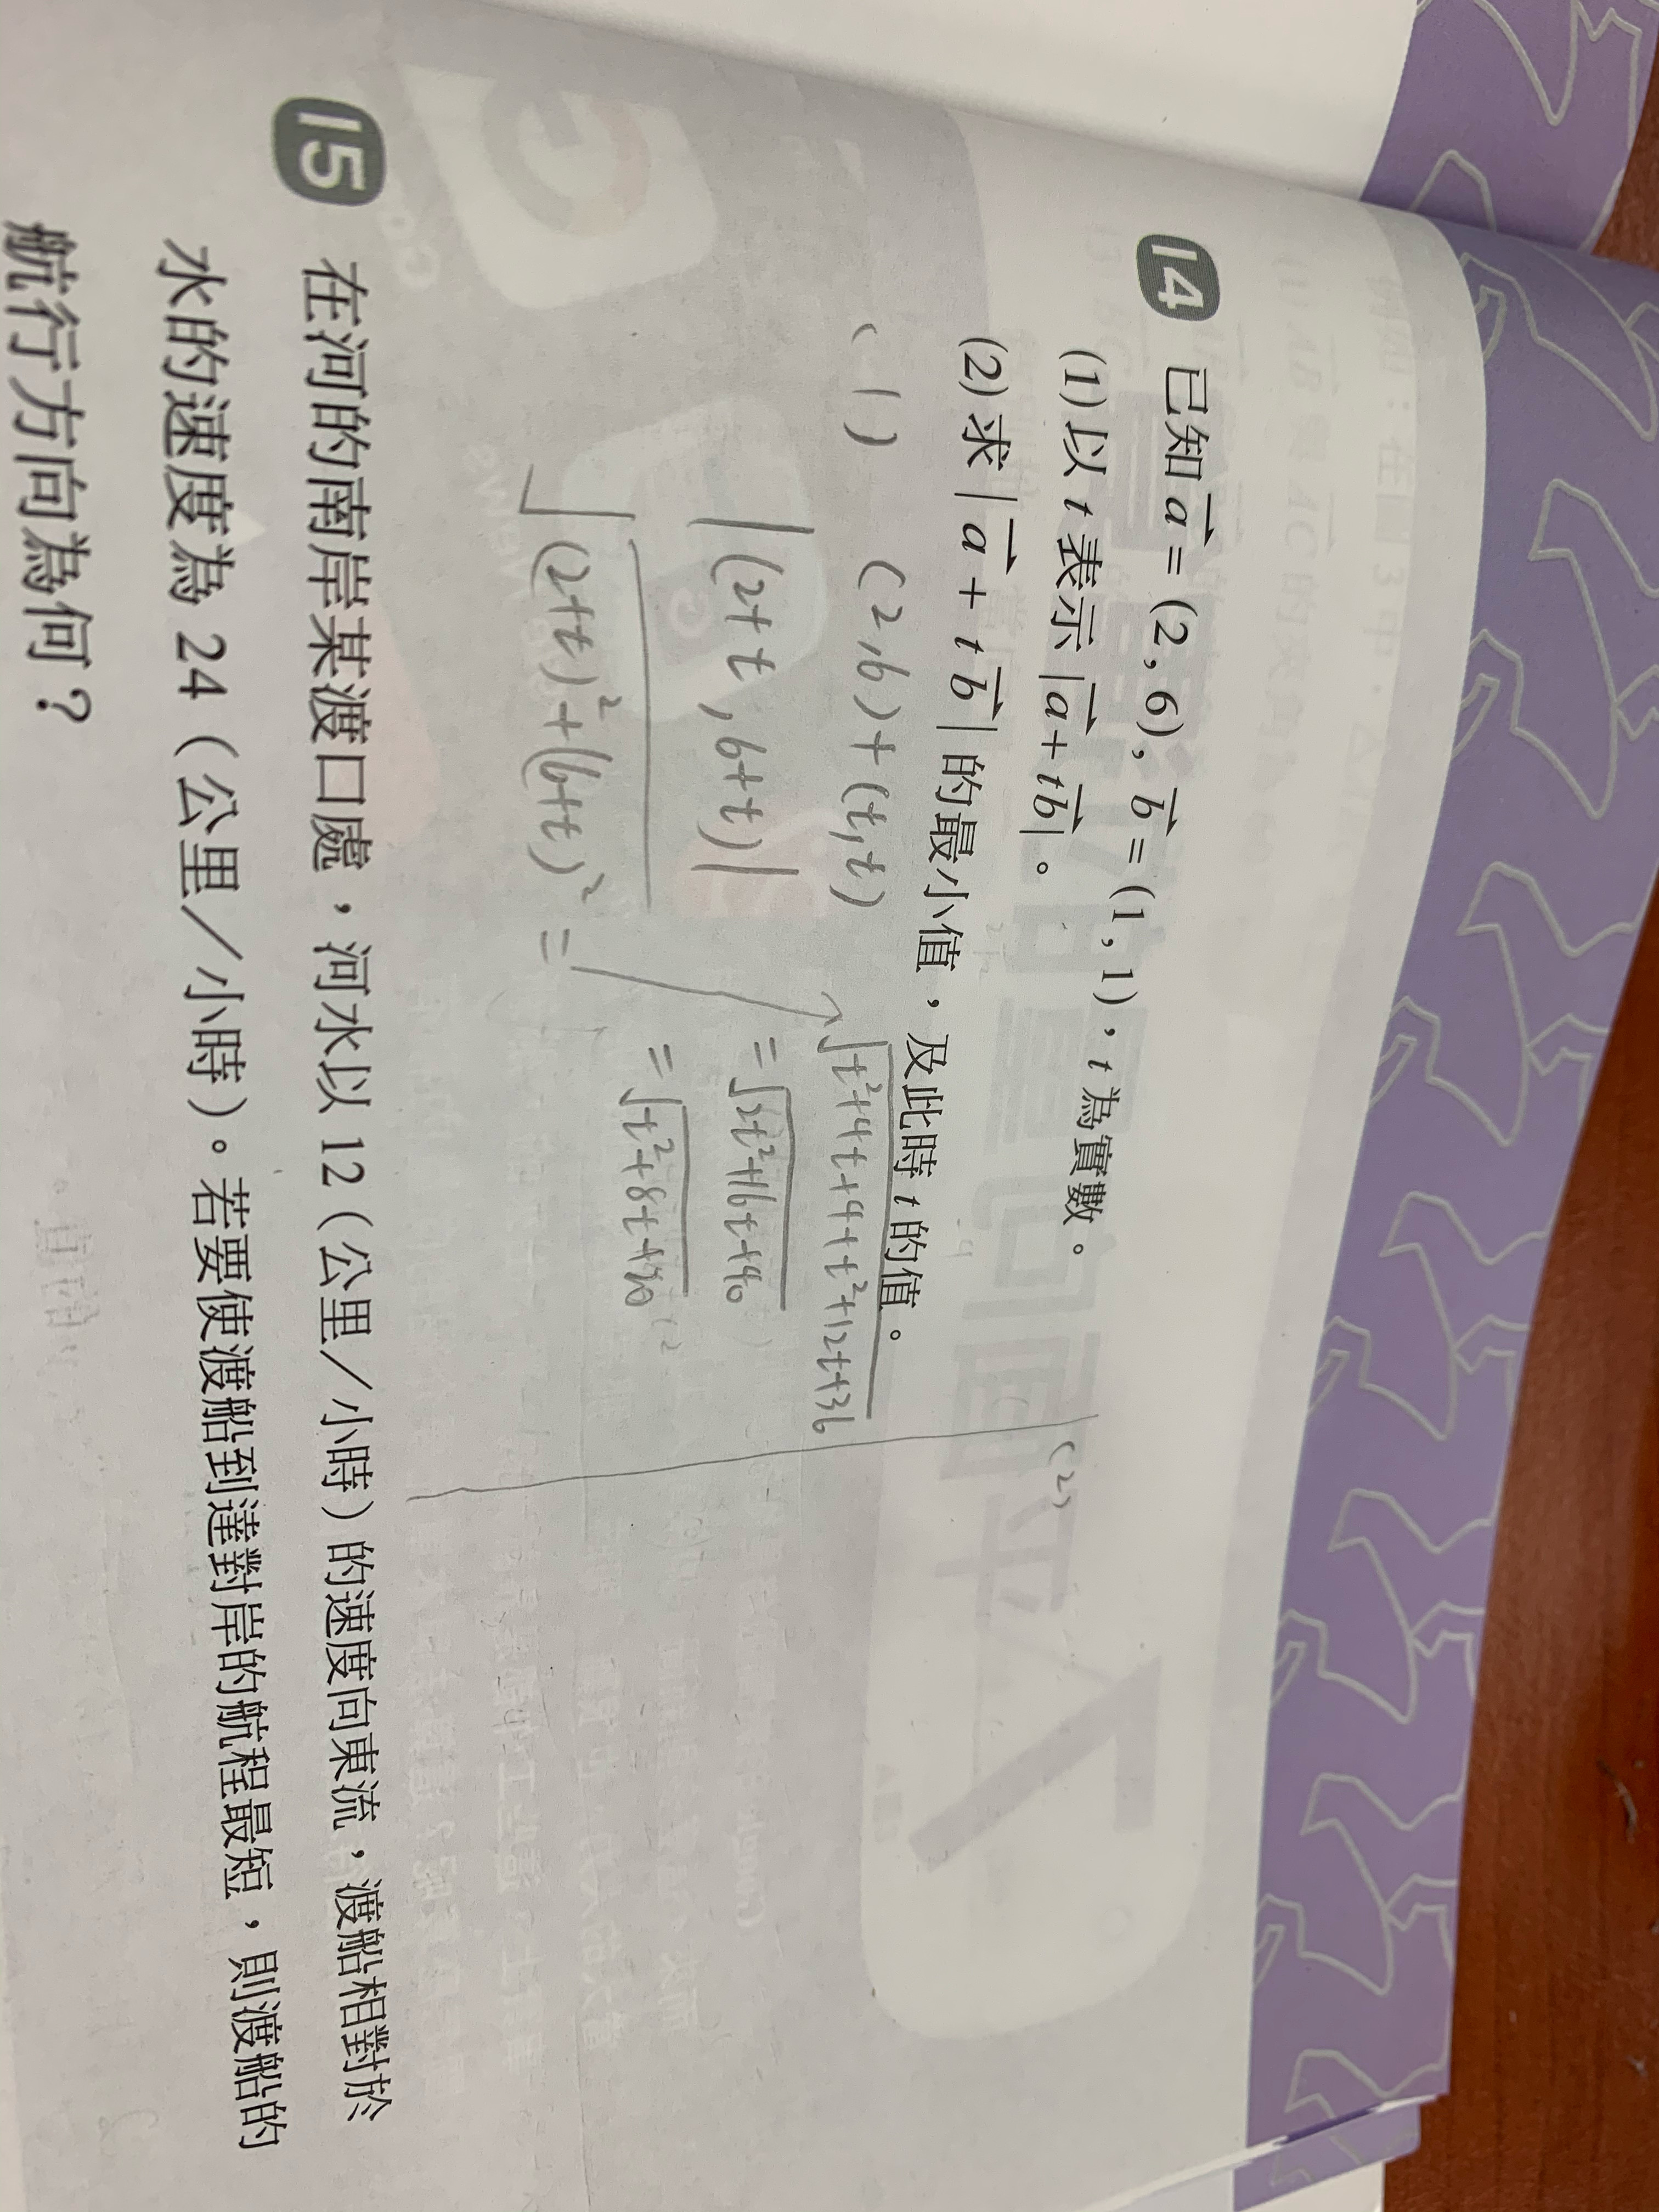 14 已知 a = (2, 6), b = (1, 1), t 為實數。
(1) 以 t 表示 |a + tb|。
(2) 求 |a + tb| 的最小值，及此時 t 的值。
(1) (2,6)+(t,t)
|(2+t,6+t)|
√(2+t)²+(6+t)² =
√t²+4t+4+t²+12t+36
=√2t²+16t+40
=√t²+8t+20
(2)
15 在河的南岸某渡口處，河水以 12（公里／小時）的速度向東流，渡船相對於
水的速度為 24（公里／小時）。若要使渡船到達對岸的航程最短，則渡船的
航行方向為何？